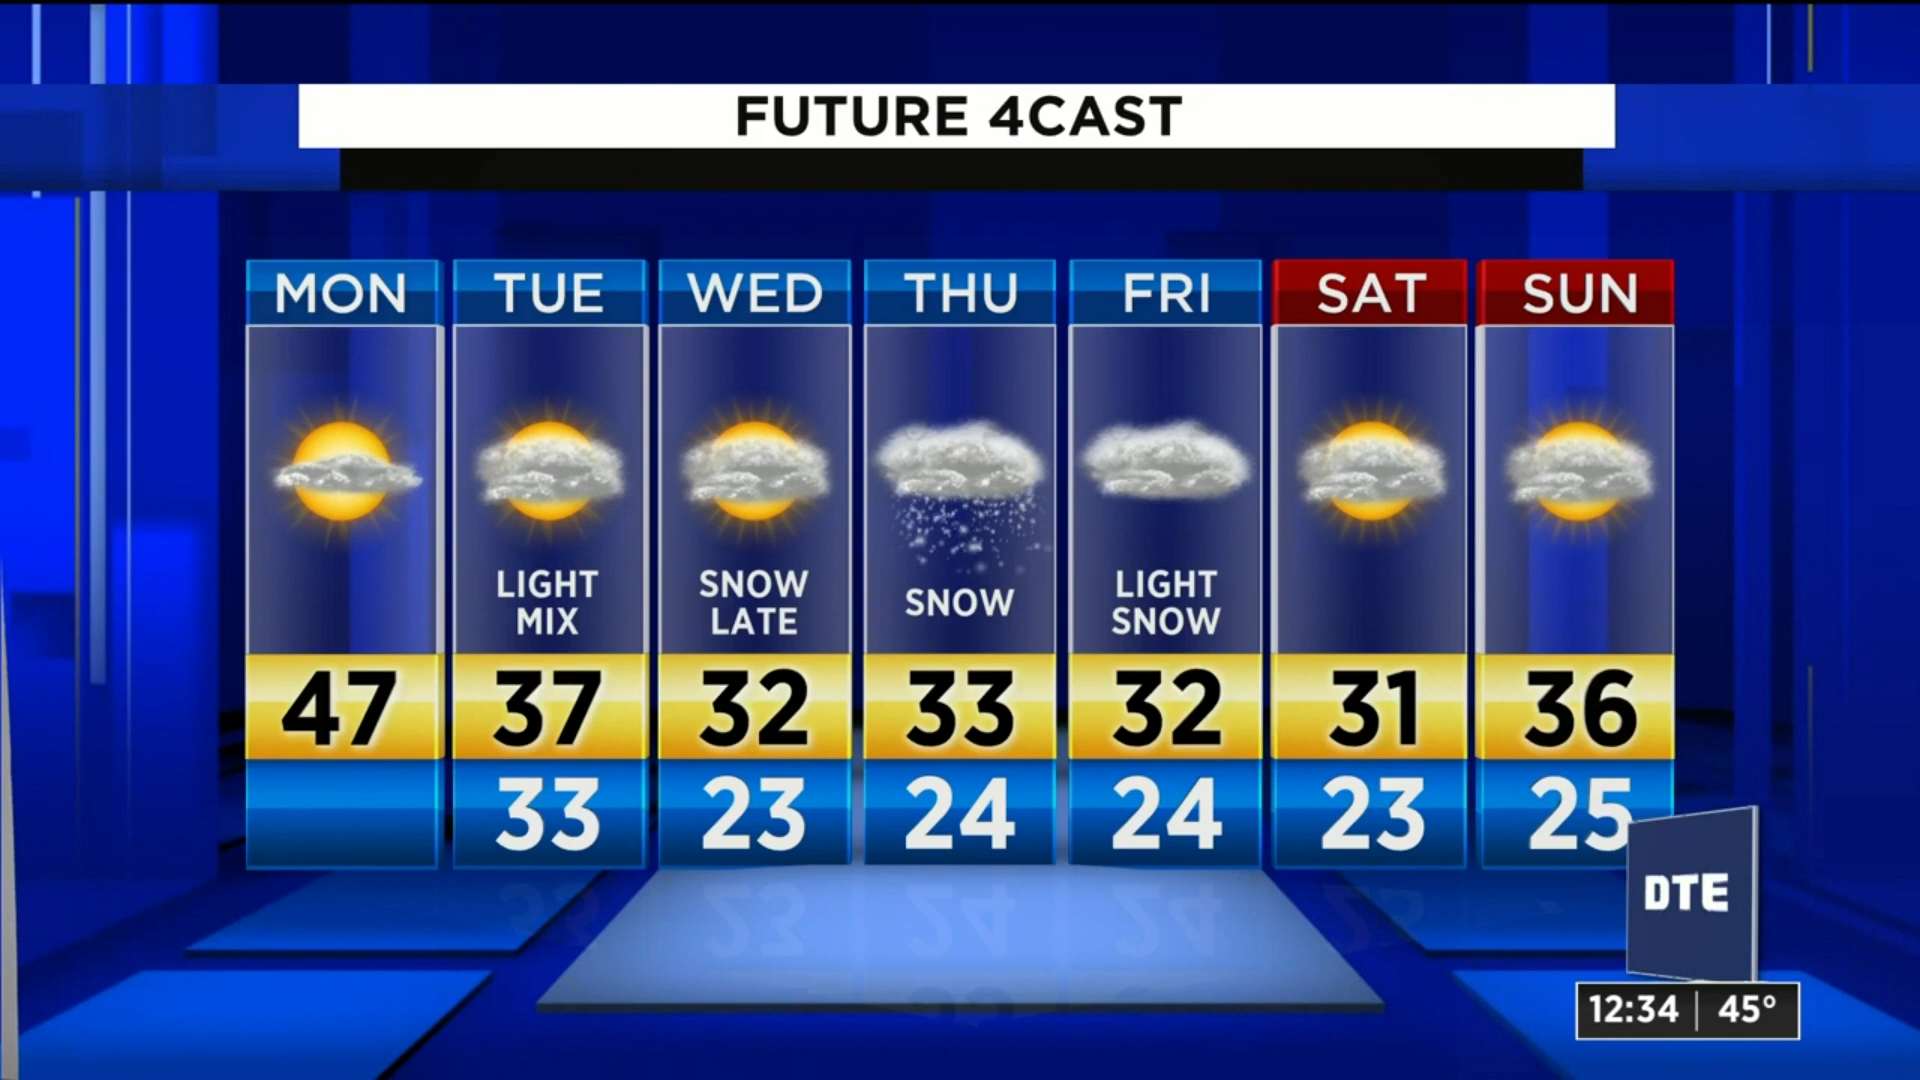 FUTURE 4CAST
MON TUE WED THU FRI SAT SUN
LIGHT MIX
SNOW LATE
SNOW
LIGHT SNOW
47 37 32 33 32 31 36
33 23 24 24 23 25
DTE
12:34 45°